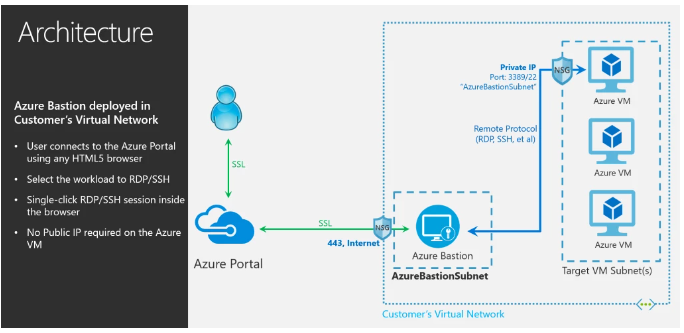 Architecture
Azure Bastion deployed in
Customer's Virtual Network
• User connects to the Azure Portal
using any HTML5 browser
• Select the workload to RDP/SSH
• Single-click RDP/SSH session inside
the browser
• No Public IP required on the Azure
VM
SSL
Azure Portal
SSL
NSG
443, Internet
Azure Bastion
AzureBastionSubnet
Private IP
Port: 3389/22
"AzureBastionSubnet"
NSG
Remote Protocol
(RDP, SSH, et al)
Azure VM
Azure VM
Azure VM
Target VM Subnet(s)
Customer's Virtual Network